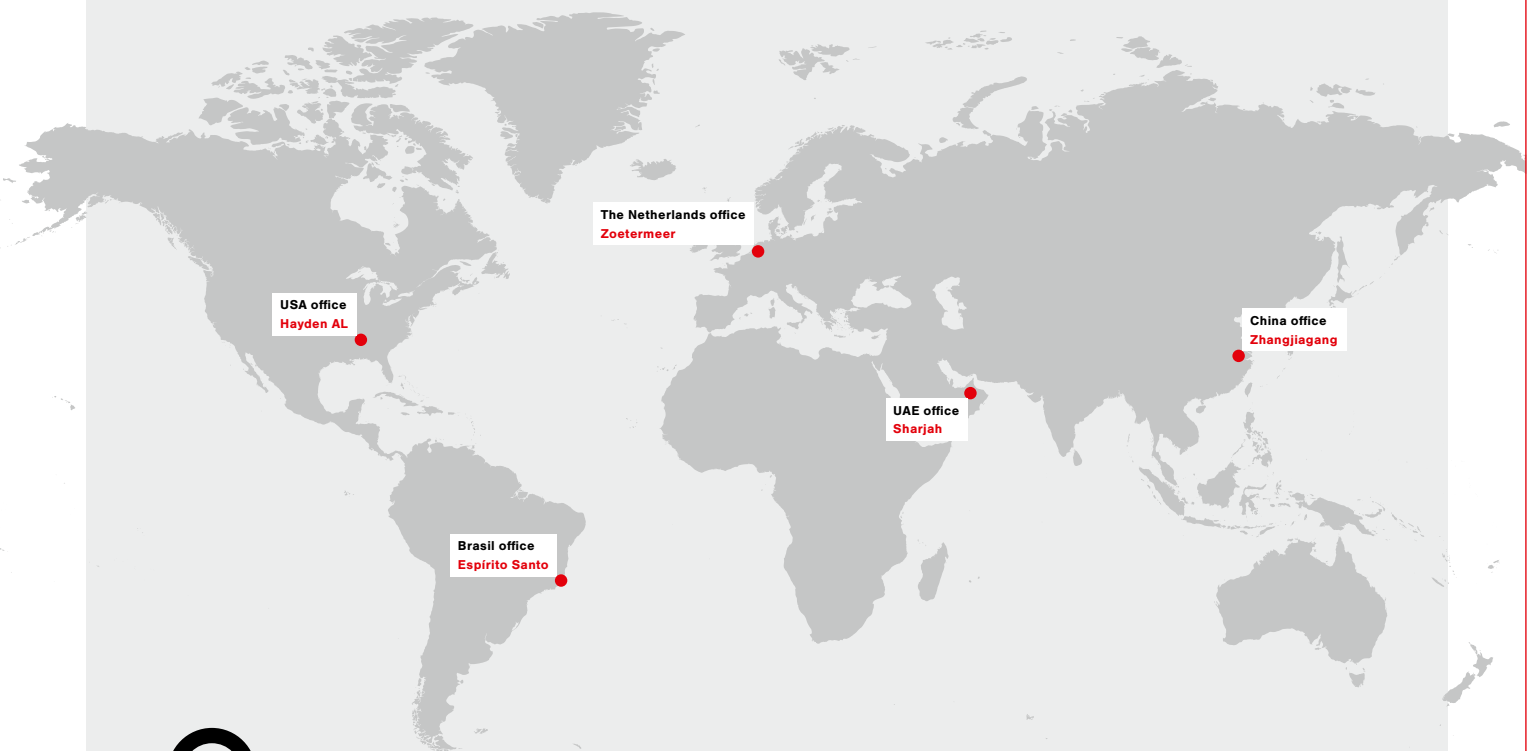 The Netherlands office
Zoetermeer
USA office
Hayden AL
China office
Zhangjiagang
UAE office
Sharjah
Brasil office
Espírito Santo